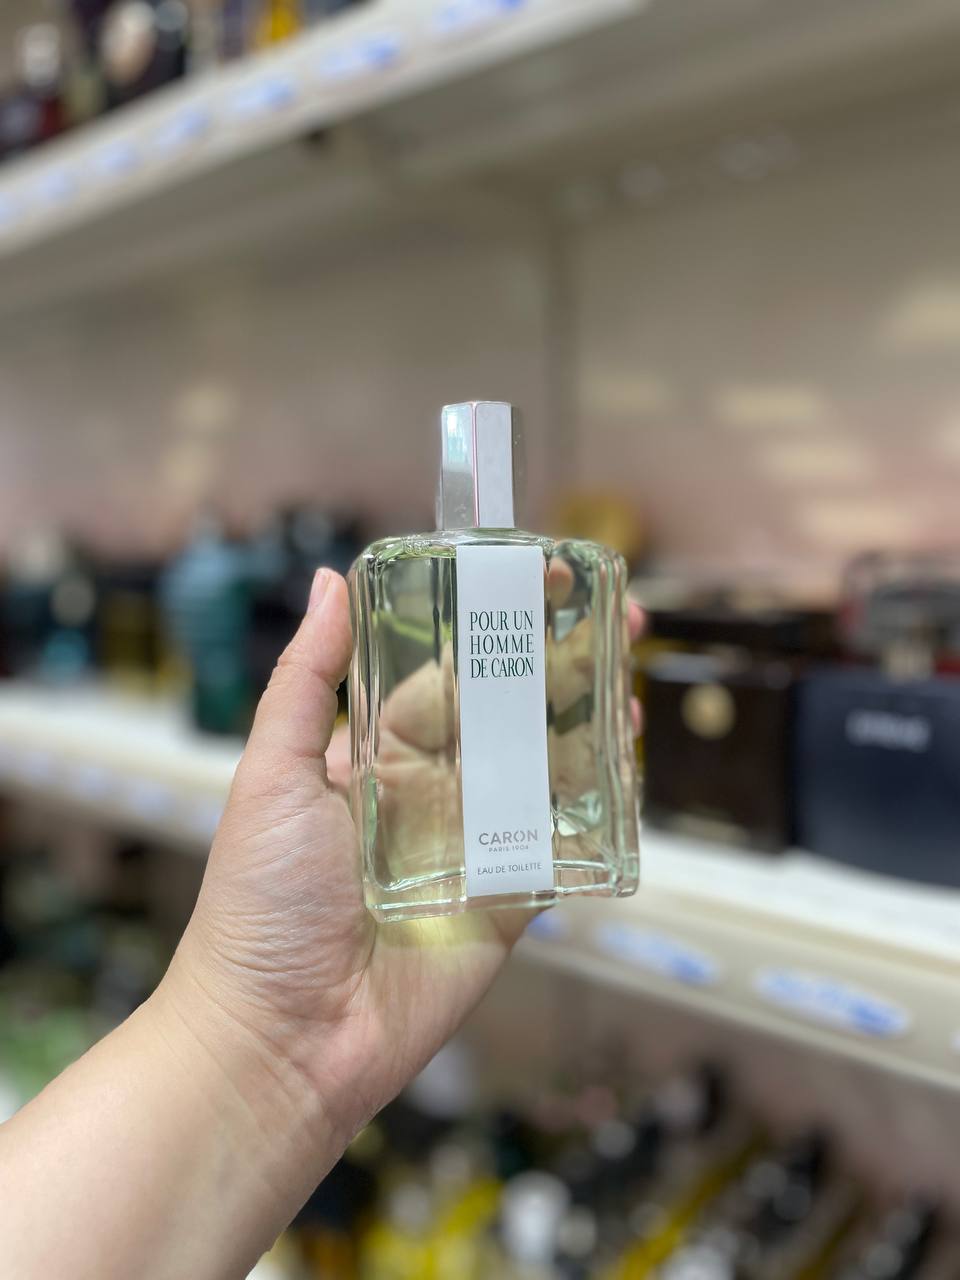 POUR UN
HOMME
DE CARON
CARON
PARIS 1904
EAU DE TOILETTE